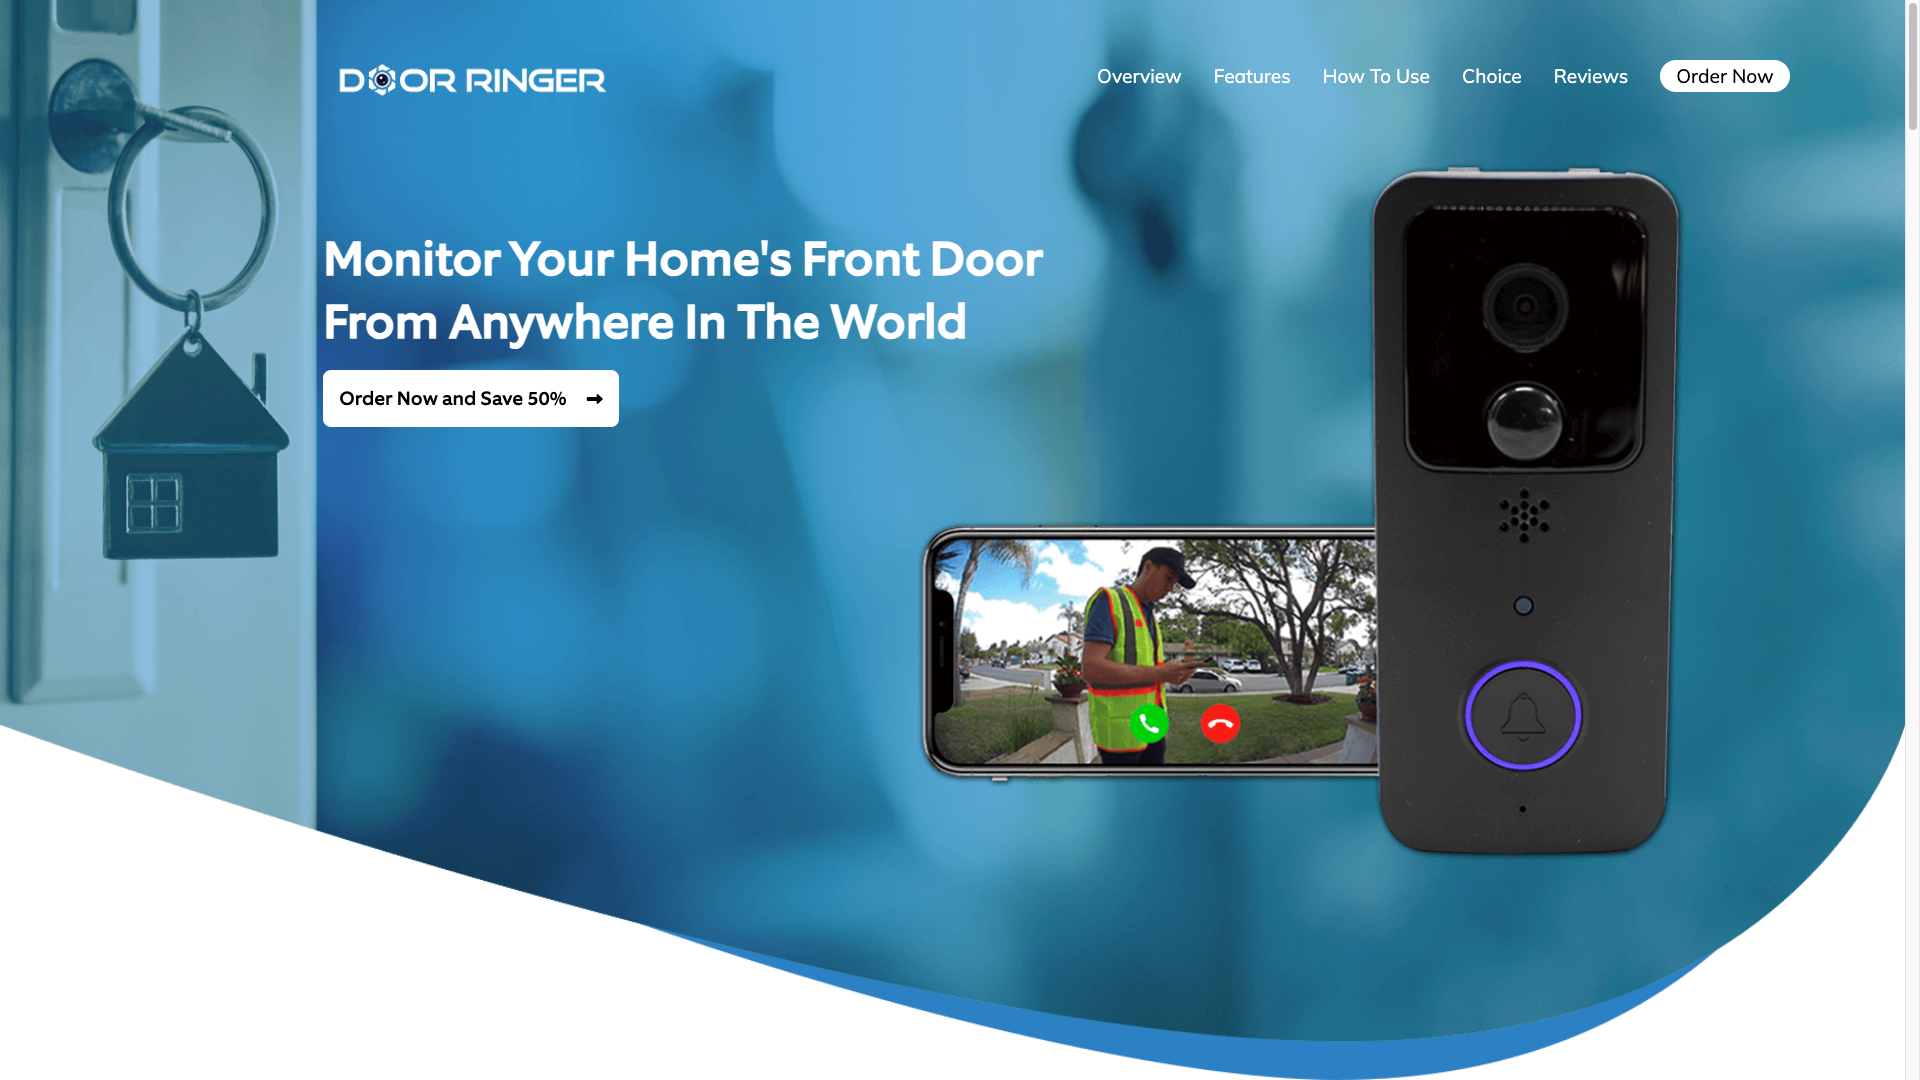 DOOR RINGER
Overview
Features
How To Use
Choice
Reviews
Order Now
Monitor Your Home's Front Door
From Anywhere In The World
Order Now and Save 50%